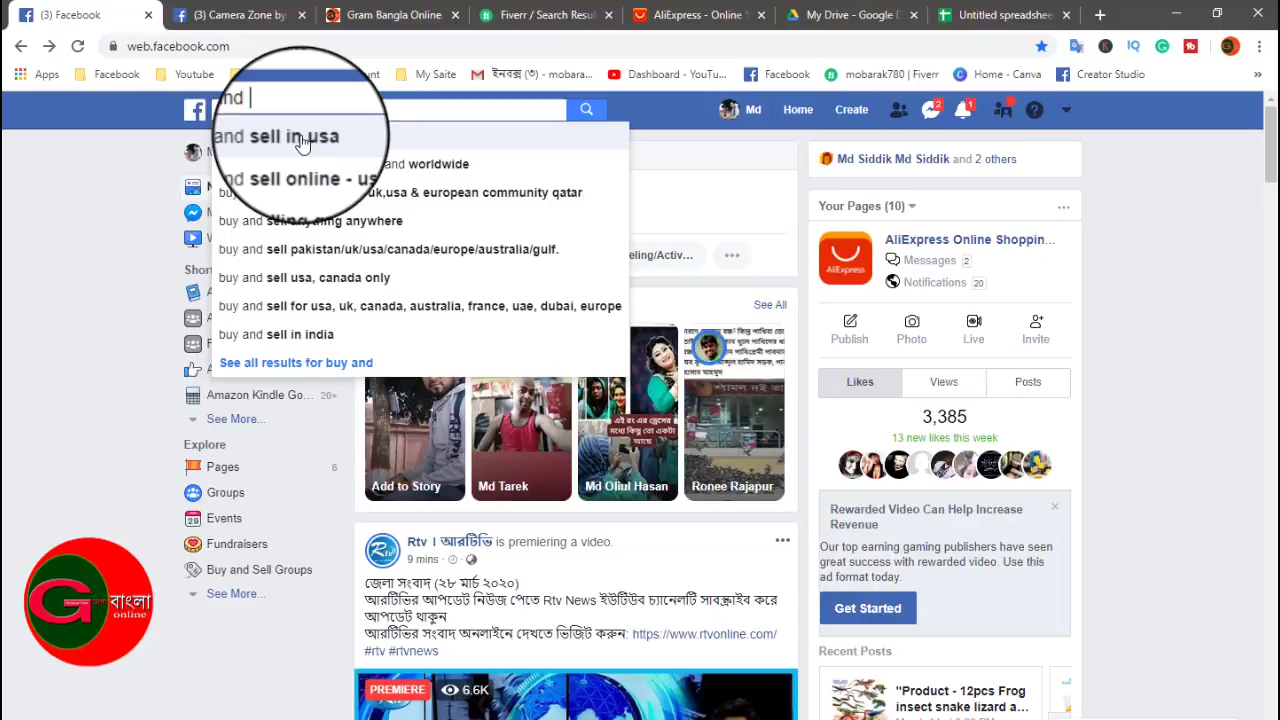 (3) Facebook
(3) Camera Zone by
Gram Bangla Online
Fiverr / Search Resul
AliExpress - Online
My Drive - Google D
Untitled spreadshee
web.facebook.com
Apps
Facebook
Youtube
My Saite
ইনবক্স (৩) - mobara...
Dashboard - YouTu...
Facebook
mobarak780 | Fiverr
Home - Canva
Creator Studio
nd
Md
Home
Create
2
1
and sell in usa
and worldwide
nd sell online - us
uk,usa & european community qatar
buy and selling anything anywhere
buy and sell pakistan/uk/usa/canada/europe/australia/gulf.
buy and sell usa, canada only
buy and sell for usa, uk, canada, australia, france, uae, dubai, europe
buy and sell in india
See all results for buy and
Amazon Kindle Go... 20+
See More...
Explore
Pages 6
Groups
Events
Fundraisers
Buy and Sell Groups
See More...
eling/Activ...
See All
Add to Story
Md Tarek
এই রং এর ড্রেসের
মধ্যে কিছু তো একটা
আছে
Md Oliul Hasan
Ronee Rajapur
Rtv । আরটিভি is premiering a video.
9 mins
জেলা সংবাদ (২৮ মার্চ ২০২০)
আরটিভির আপডেট নিউজ পেতে Rtv News ইউটিউব চ্যানেলটি সাবস্ক্রাইব করে
আপডেট থাকুন
আরটিভির সংবাদ অনলাইনে দেখতে ভিজিট করুন: https://www.rtvonline.com/
#rtv #rtvnews
PREMIERE 6.6K
Md Siddik Md Siddik and 2 others
Your Pages (10)
AliExpress Online Shoppin...
Messages 2
Notifications 20
Publish
Photo
Live
Invite
Likes
Views
Posts
3,385
13 new likes this week
Rewarded Video Can Help Increase
Revenue
Our top earning gaming publishers have seen
great success with rewarded video. Use this
ad format today.
Get Started
Recent Posts
"Product - 12pcs Frog
insect snake lizard a...
G বাংলা
online